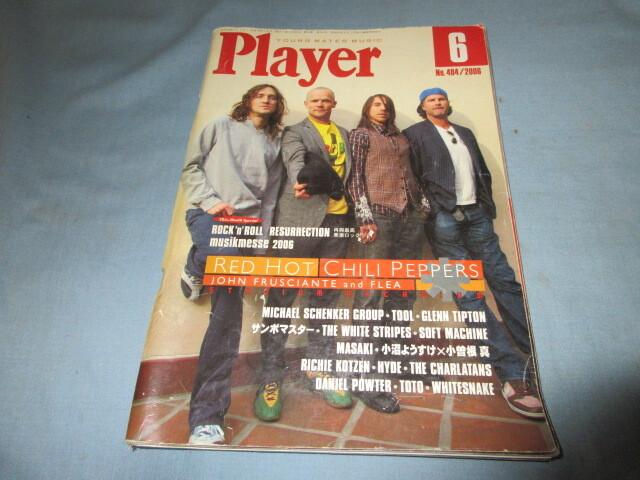 YOUNG MATES MUSIC
Player
6
No. 484/2006
This Month Special
ROCK'n'ROLL RESURRECTION
musikmesse 2006
RED HOT CHILI PEPPERS
JOHN FRUSCIANTE and FLEA
MICHAEL SCHENKER GROUP・TOOL・GLENN TIPTON
サンボマスター・THE WHITE STRIPES・SOFT MACHINE
MASAKI・小沼ようすけ×小曽根 真
RICHIE KOTZEN・HYDE・THE CHARLATANS
DANIEL POWTER・TOTO・WHITESNAKE